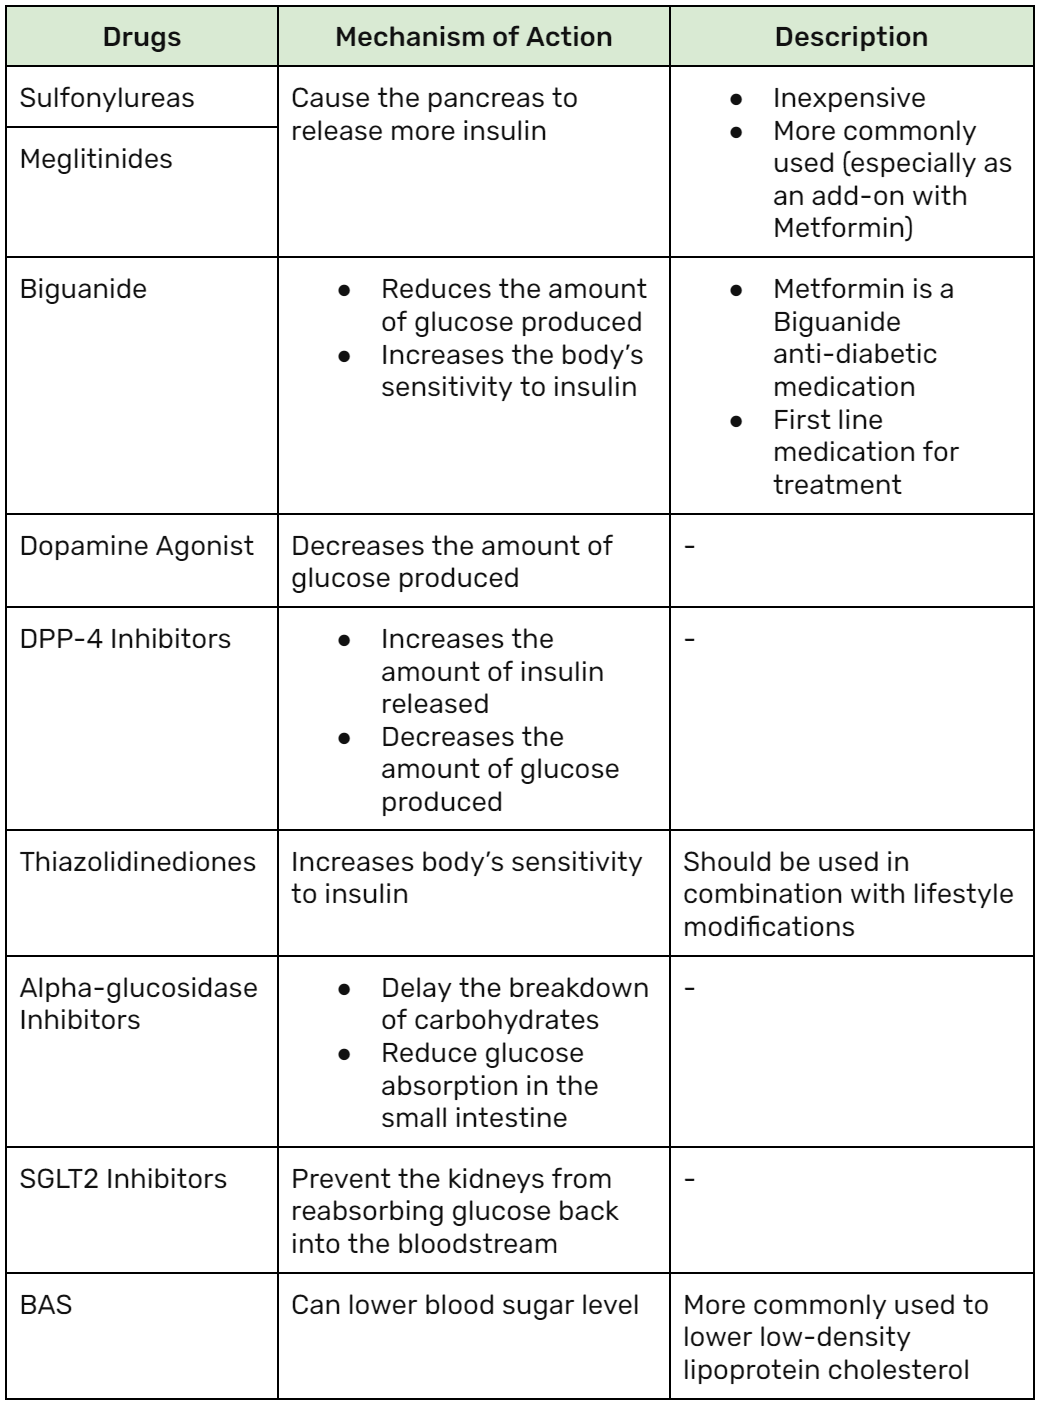 Drugs
Mechanism of Action
Description
Sulfonylureas
Meglitinides
Cause the pancreas to
release more insulin
● Inexpensive
● More commonly
used (especially as
an add-on with
Metformin)
Biguanide
● Reduces the amount
of glucose produced
● Increases the body’s
sensitivity to insulin
● Metformin is a
Biguanide
anti-diabetic
medication
● First line
medication for
treatment
Dopamine Agonist
Decreases the amount of
glucose produced
-
DPP-4 Inhibitors
● Increases the
amount of insulin
released
● Decreases the
amount of glucose
produced
-
Thiazolidinediones
Increases body’s sensitivity
to insulin
Should be used in
combination with lifestyle
modifications
Alpha-glucosidase
Inhibitors
● Delay the breakdown
of carbohydrates
● Reduce glucose
absorption in the
small intestine
-
SGLT2 Inhibitors
Prevent the kidneys from
reabsorbing glucose back
into the bloodstream
-
BAS
Can lower blood sugar level
More commonly used to
lower low-density
lipoprotein cholesterol